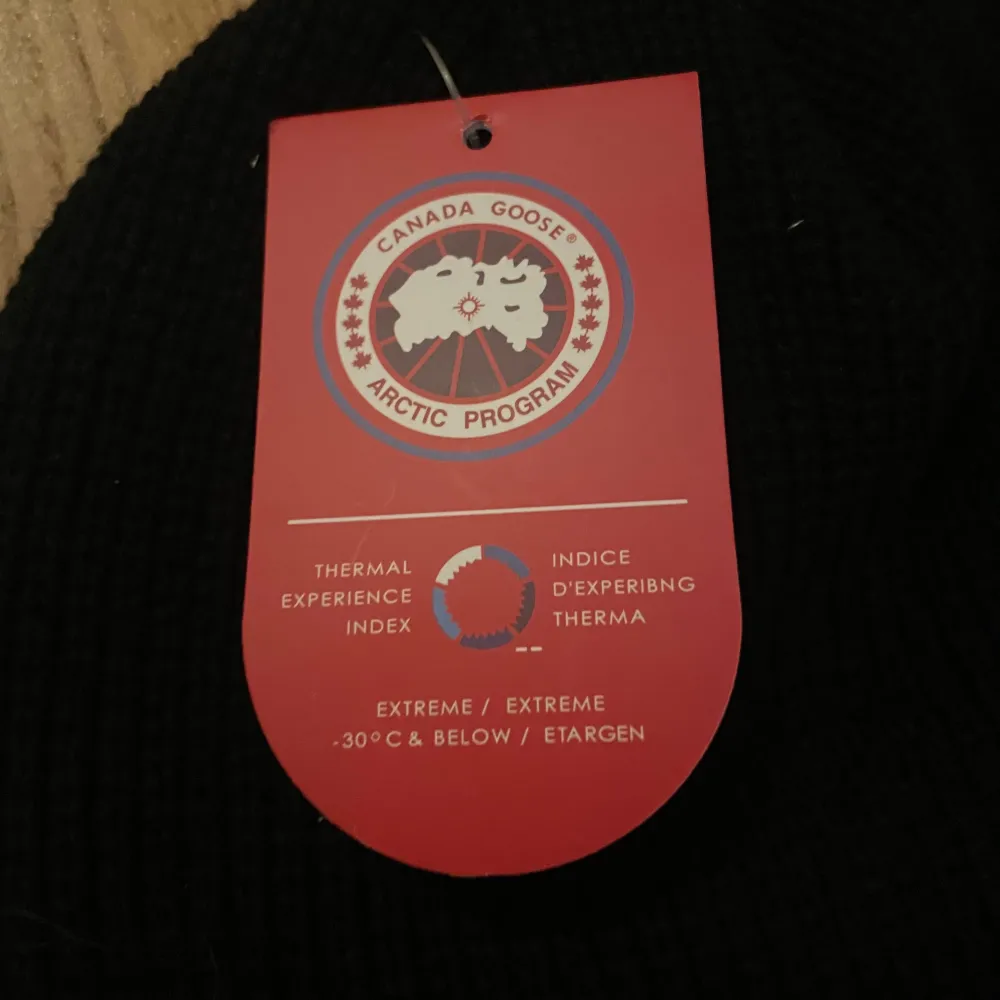 CANADA GOOSE®
ARCTIC PROGRAM
THERMAL
EXPERIENCE
INDEX
INDICE
D'EXPERIBNG
THERMA
EXTREME / EXTREME
-30°C & BELOW / ETARGEN